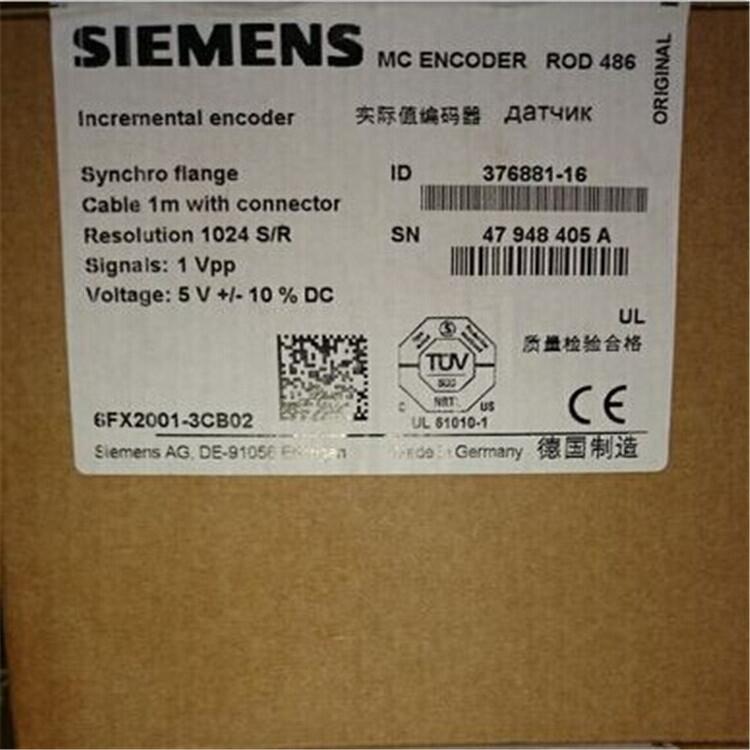 SIEMENS MC ENCODER ROD 486
ORIGINAL
Incremental encoder 实际值编码器 датчик
Synchro flange
Cable 1m with connector
Resolution 1024 S/R
Signals: 1 Vpp
Voltage: 5 V +/- 10 % DC
ID 376881-16
SN 47 948 405 A
UL
质量检验合格
TÜV
NRTL
C US
UL 61010-1
CE
6FX2001-3CB02
Siemens AG, DE-91056
Germany 德国制造